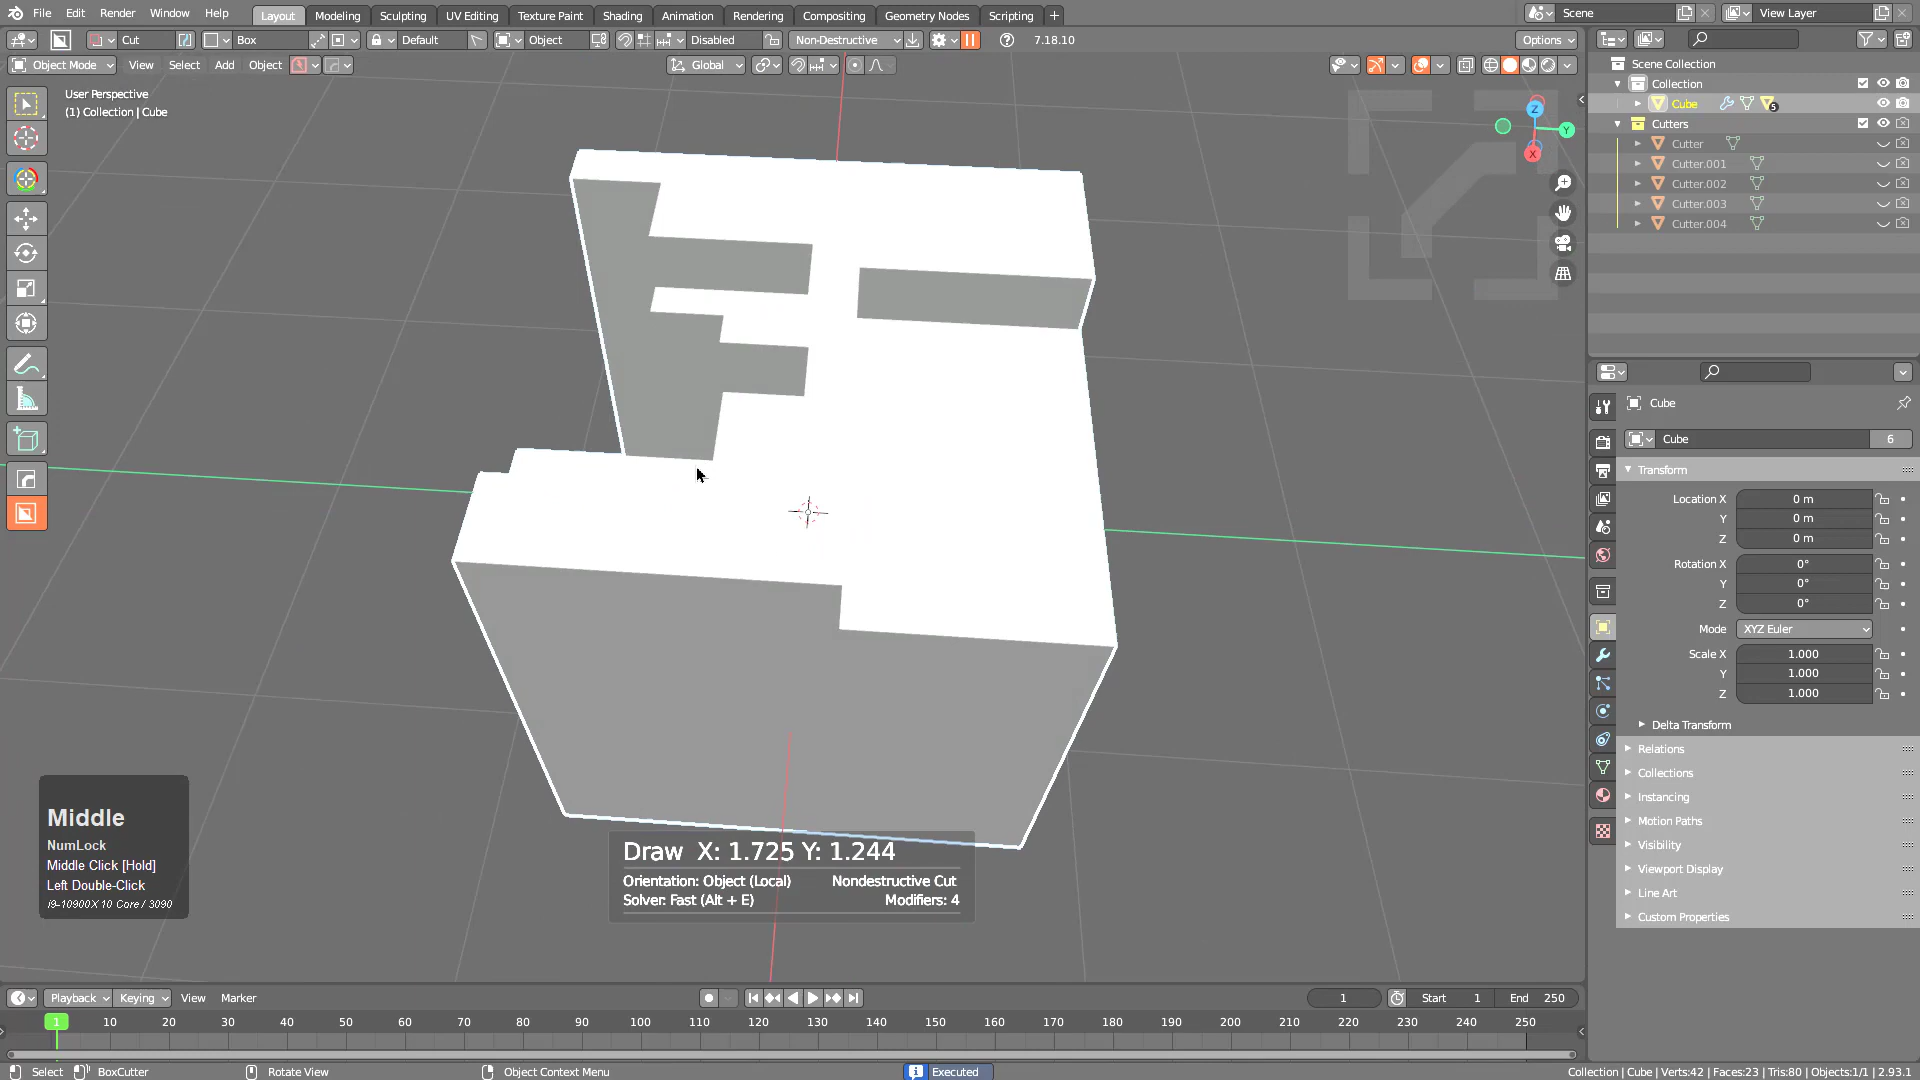 File Edit Render Window Help Layout Modeling Sculpting UV Editing Texture Paint Shading Animation Rendering Compositing Geometry Nodes Scripting + Scene View Layer
Cut Box Default Object Disabled Non-Destructive 7.18.10 Options
Object Mode View Select Add Object Global
User Perspective
(1) Collection | Cube
Z
Y
X
Scene Collection
Collection
Cube 5
Cutters
Cutter
Cutter.001
Cutter.002
Cutter.003
Cutter.004
Cube
Cube 6
Transform
Location X 0 m
Y 0 m
Z 0 m
Rotation X 0°
Y 0°
Z 0°
Mode XYZ Euler
Scale X 1.000
Y 1.000
Z 1.000
Delta Transform
Relations
Collections
Instancing
Motion Paths
Visibility
Viewport Display
Line Art
Custom Properties
Middle
NumLock
Middle Click [Hold]
Left Double-Click
i9-10900X 10 Core / 3090
Draw X: 1.725 Y: 1.244
Orientation: Object (Local) Nondestructive Cut
Solver: Fast (Alt + E) Modifiers: 4
Playback Keying View Marker 1 Start 1 End 250
1 10 20 30 40 50 60 70 80 90 100 110 120 130 140 150 160 170 180 190 200 210 220 230 240 250
Select BoxCutter Rotate View Object Context Menu Executed Collection | Cube | Verts:42 | Faces:23 | Tris:80 | Objects:1/1 | 2.93.1